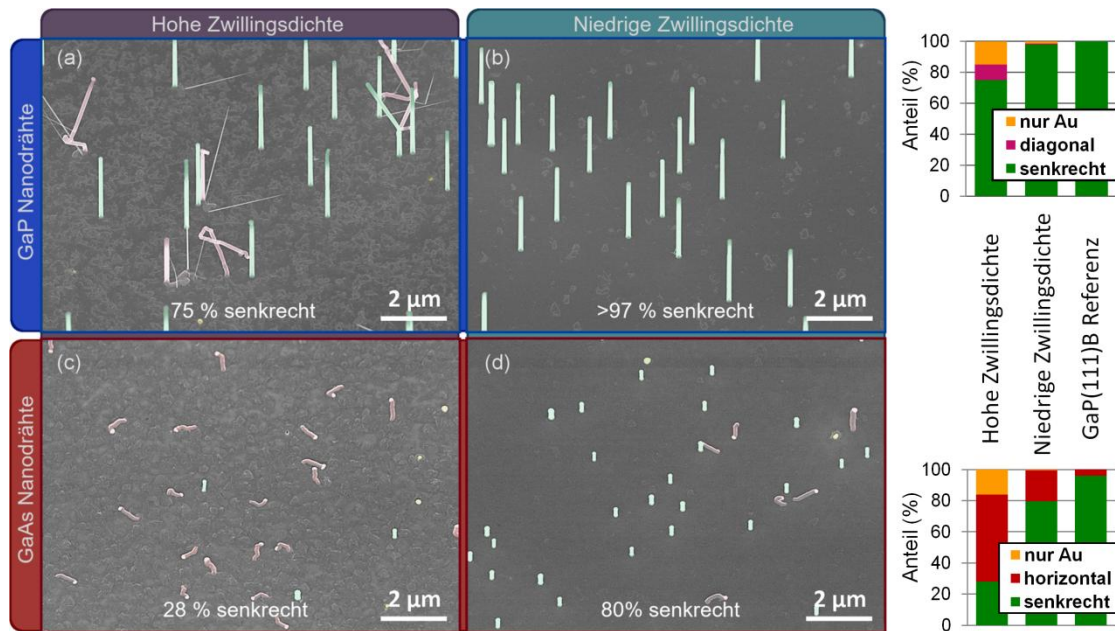 Hohe Zwillingsdichte
Niedrige Zwillingsdichte
GaP Nanodrähte
(a)
75 % senkrecht
2 µm
(b)
>97 % senkrecht
2 µm
GaAs Nanodrähte
(c)
28 % senkrecht
2 µm
(d)
80% senkrecht
2 µm
Anteil (%)
100
80
60
40
20
0
nur Au
diagonal
senkrecht
Hohe Zwillingsdichte
Niedrige Zwillingsdichte
GaP(111)B Referenz
Anteil (%)
100
80
60
40
20
0
nur Au
horizontal
senkrecht